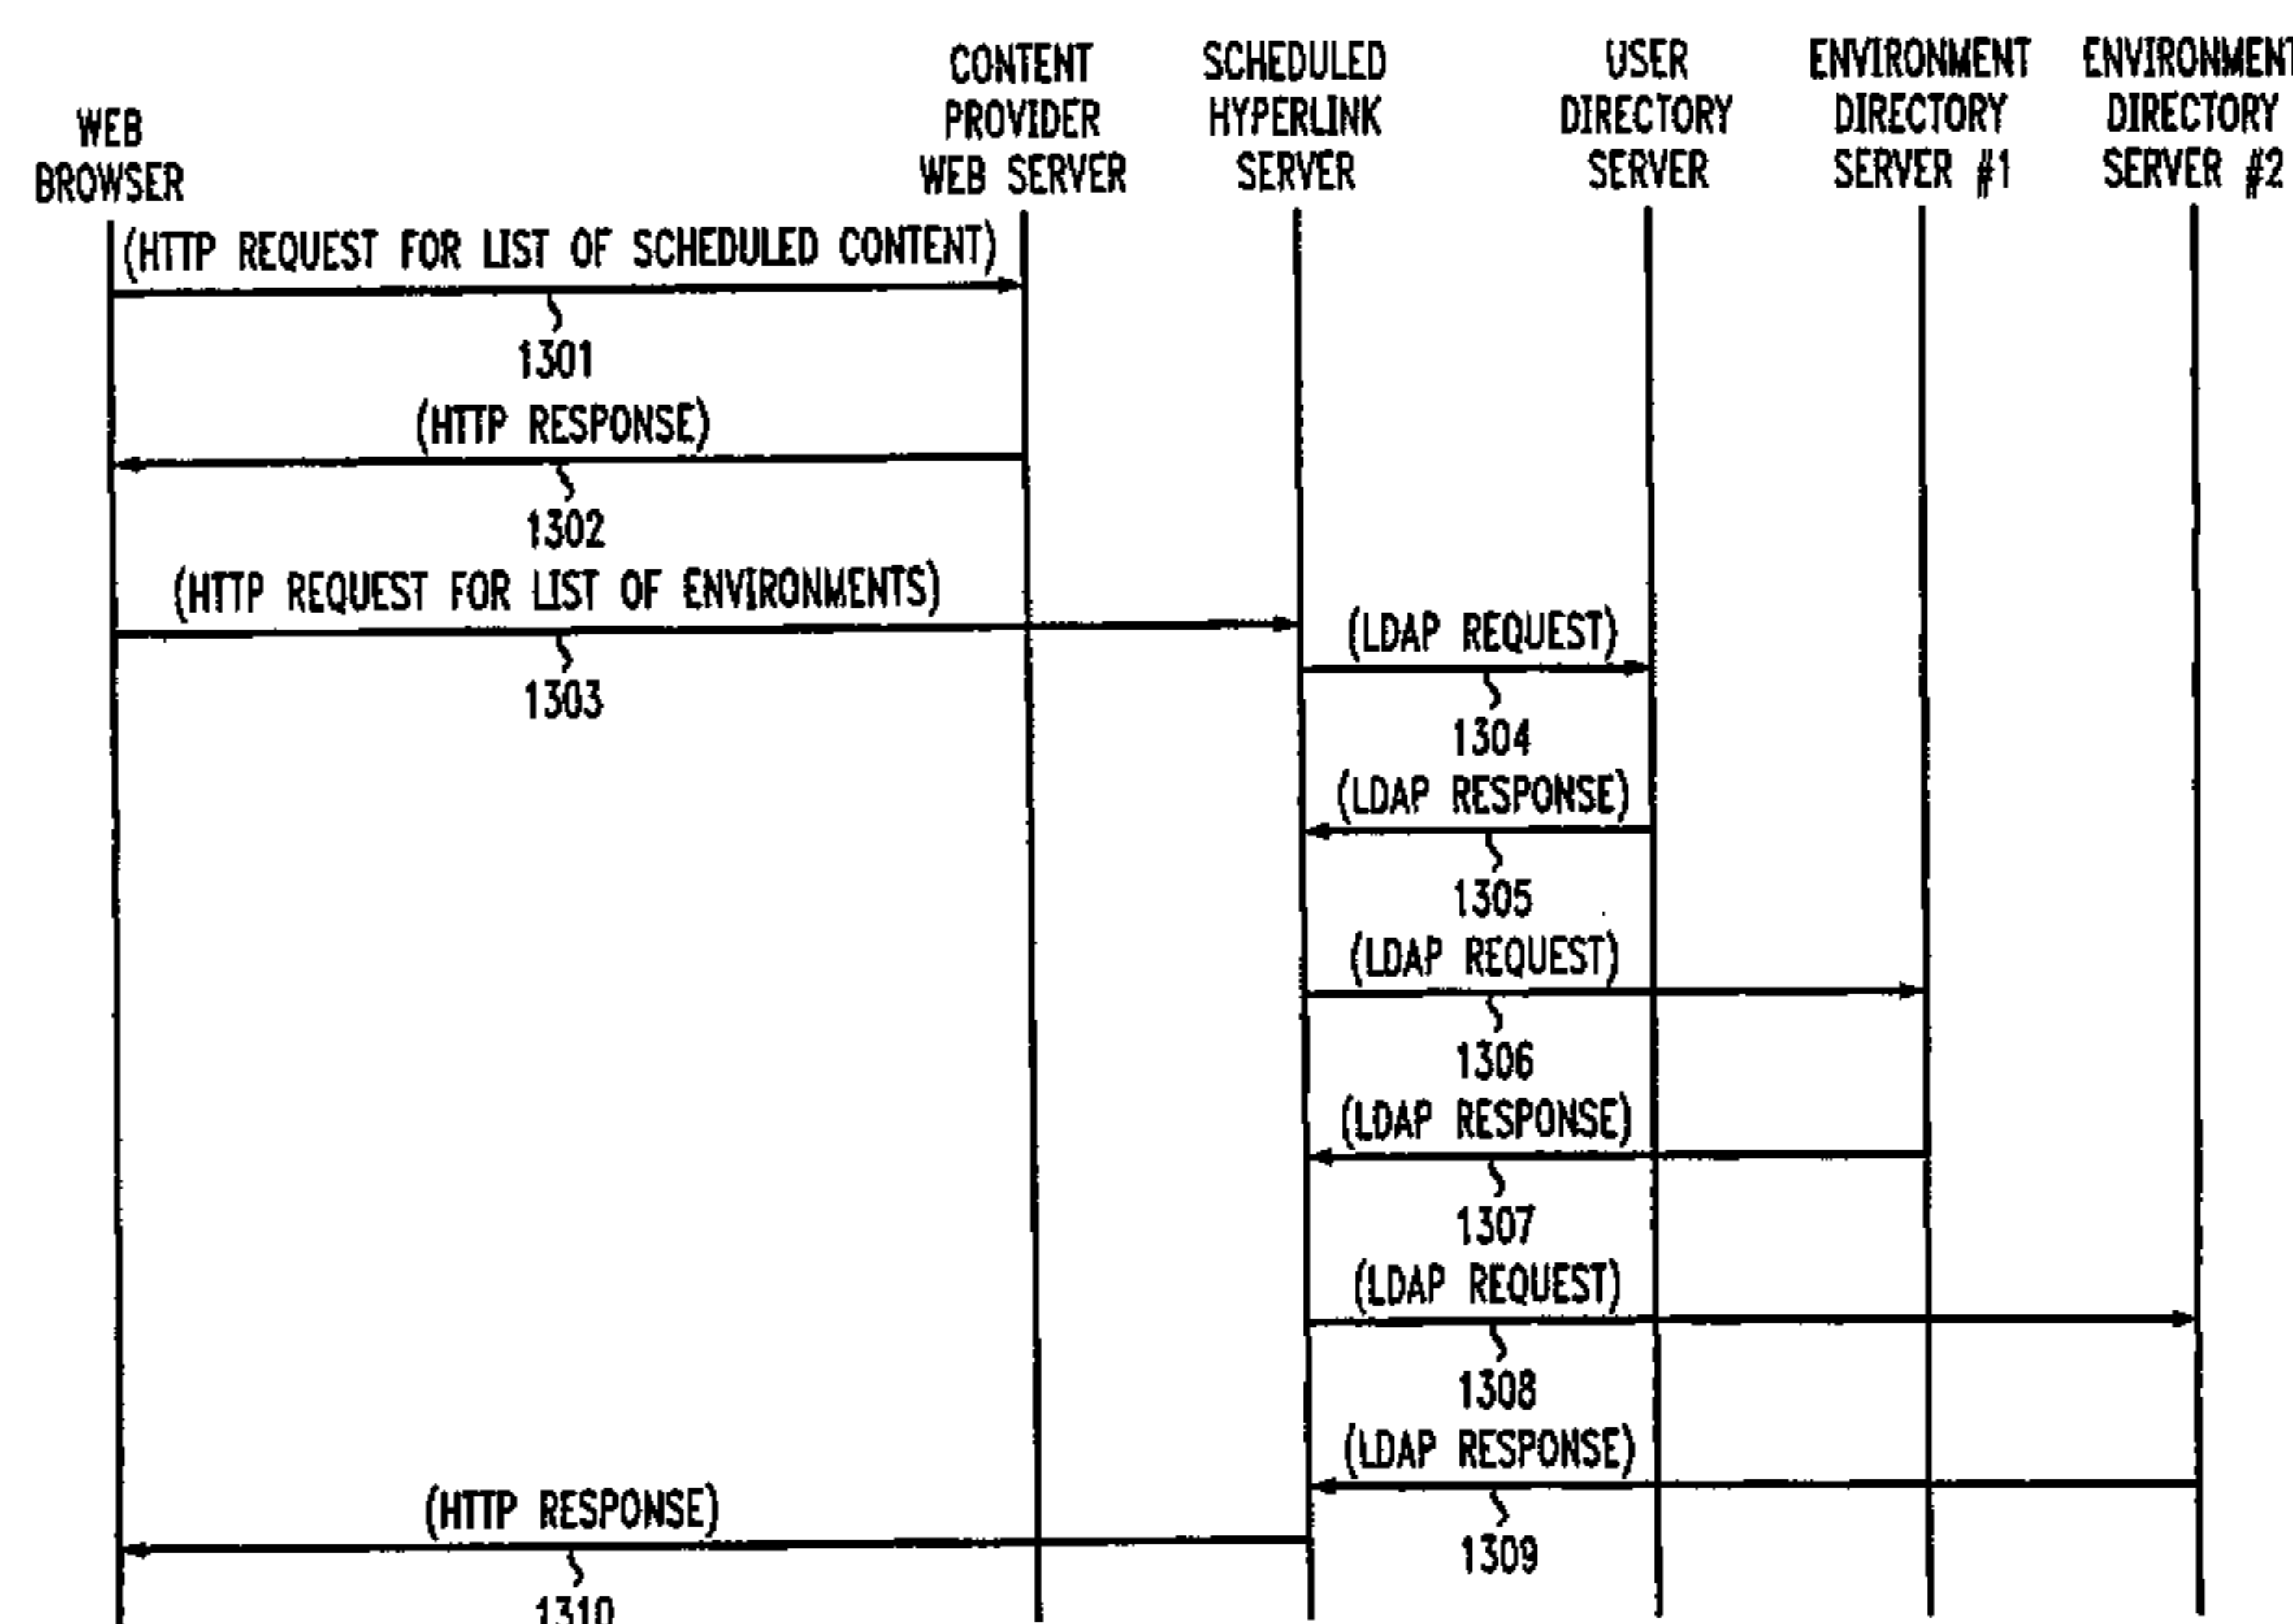 WEB
BROWSER
CONTENT
PROVIDER
WEB SERVER
SCHEDULED
HYPERLINK
SERVER
USER
DIRECTORY
SERVER
ENVIRONMENT
DIRECTORY
SERVER #1
ENVIRONMENT
DIRECTORY
SERVER #2
(HTTP REQUEST FOR LIST OF SCHEDULED CONTENT)
1301
(HTTP RESPONSE)
1302
(HTTP REQUEST FOR LIST OF ENVIRONMENTS)
1303
(LDAP REQUEST)
1304
(LDAP RESPONSE)
1305
(LDAP REQUEST)
1306
(LDAP RESPONSE)
1307
(LDAP REQUEST)
1308
(LDAP RESPONSE)
1309
(HTTP RESPONSE)
1310